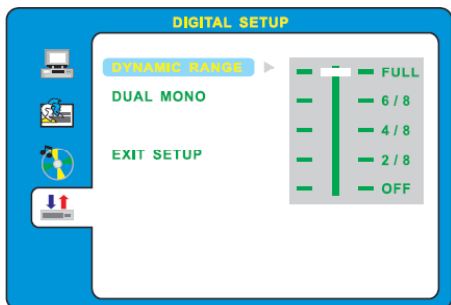 DIGITAL SETUP
DYNAMIC RANGE
DUAL MONO
EXIT SETUP
FULL
6 / 8
4 / 8
2 / 8
OFF